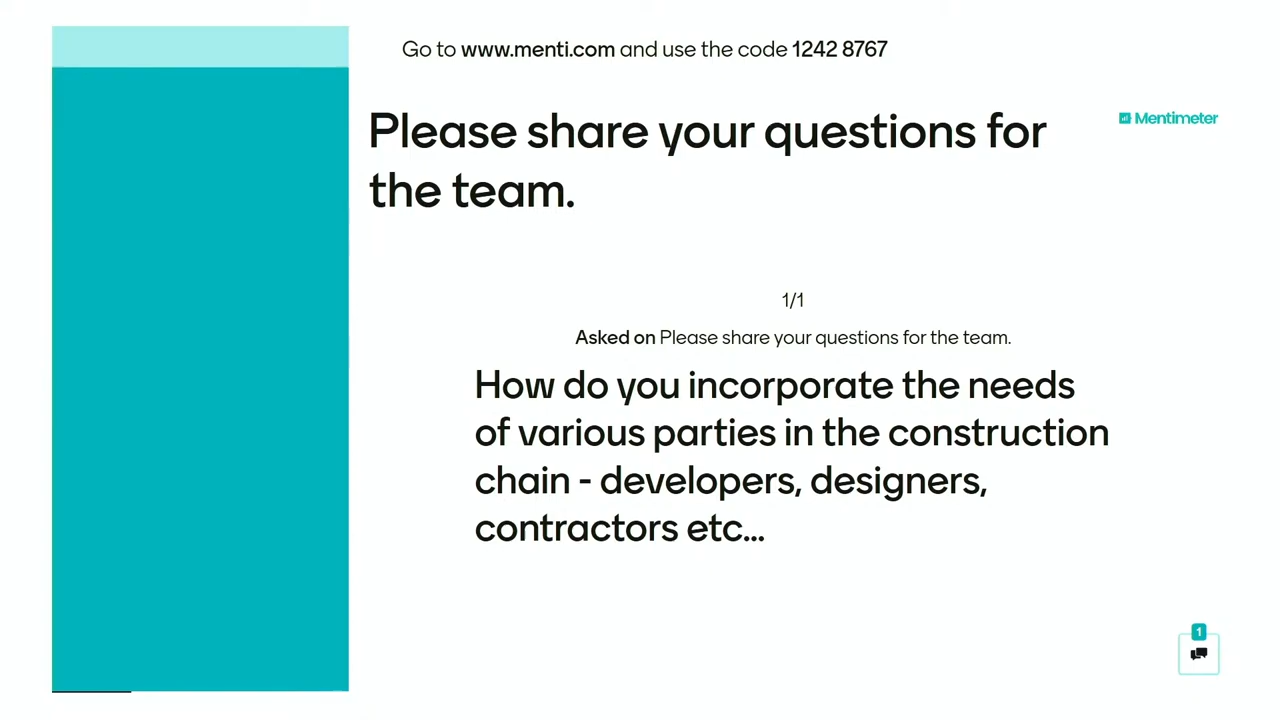 Go to www.menti.com and use the code 1242 8767
Please share your questions for
the team.
Mentimeter
1/1
Asked on Please share your questions for the team.
How do you incorporate the needs
of various parties in the construction
chain - developers, designers,
contractors etc...
1